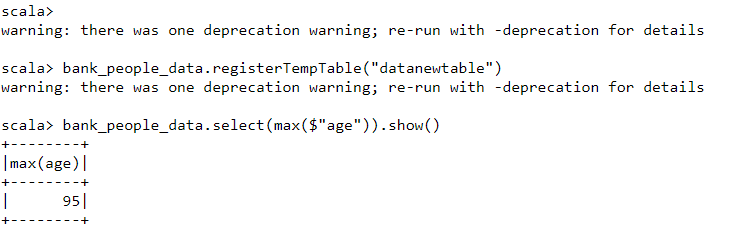 scala>
warning: there was one deprecation warning; re-run with -deprecation for details
scala> bank_people_data.registerTempTable("datanewtable")
warning: there was one deprecation warning; re-run with -deprecation for details
scala> bank_people_data.select(max($"age")).show()
+--------+
|max(age)|
+--------+
|      95|
+--------+